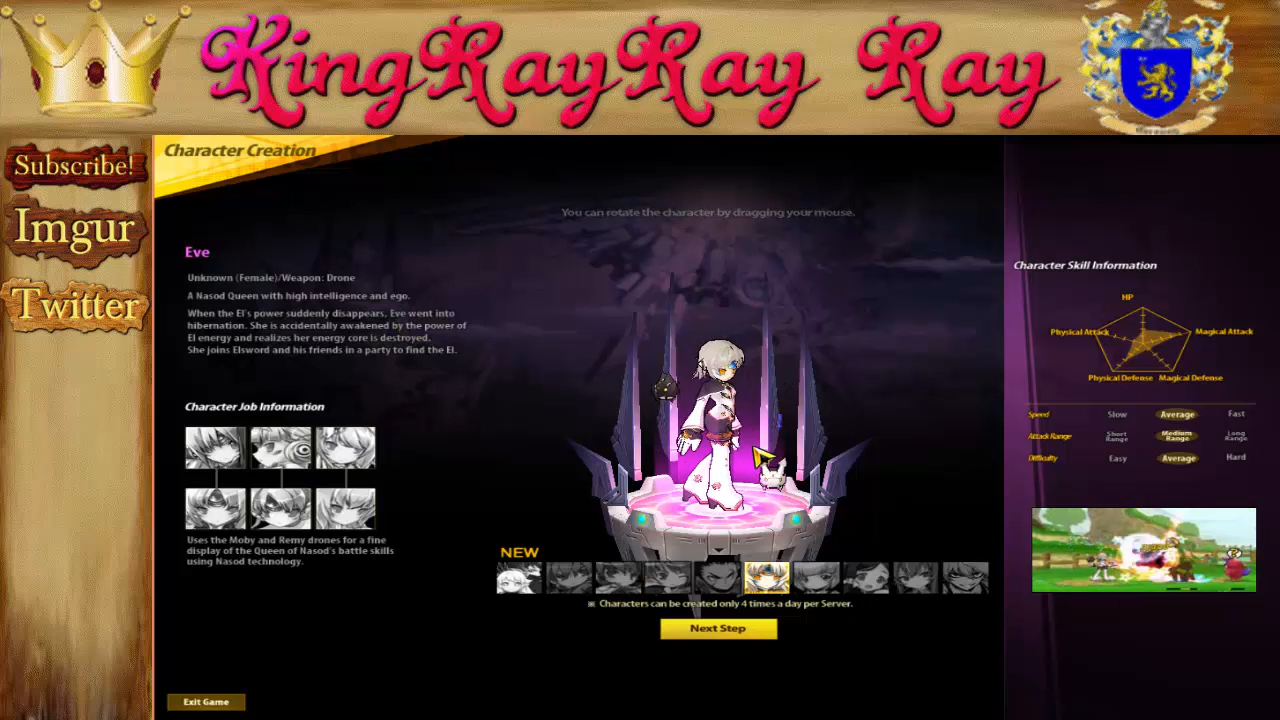 KingRayRay Ray
Subscribe!
Imgur
Twitter
Character Creation
You can rotate the character by dragging your mouse.
Eve
Unknown (Female)/Weapon: Drone
A Nasod Queen with high intelligence and ego.
When the El's power suddenly disappears, Eve went into
hibernation. She is accidentally awakened by the power of
El energy and realizes her energy core is destroyed.
She joins Elsword and his friends in a party to find the El.
Character Job Information
Uses the Moby and Remy drones for a fine
display of the Queen of Nasod's battle skills
using Nasod technology.
NEW
※ Characters can be created only 4 times a day per Server.
Next Step
Exit Game
Character Skill Information
HP
Physical Attack
Magical Attack
Physical Defense Magical Defense
Speed Slow Average Fast
Attack Range Short Range Medium Range Long Range
Difficulty Easy Average Hard